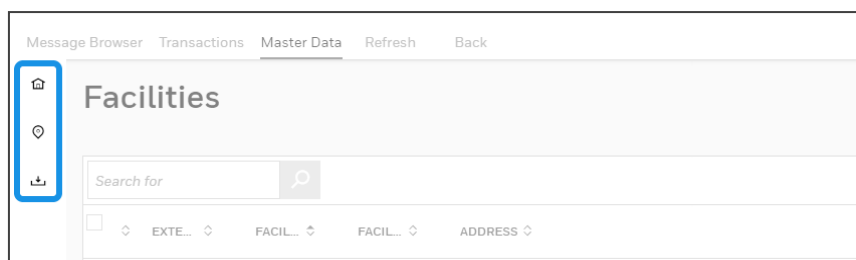 Message Browser Transactions Master Data Refresh Back
Facilities
Search for
EXTE... FACIL... FACIL... ADDRESS